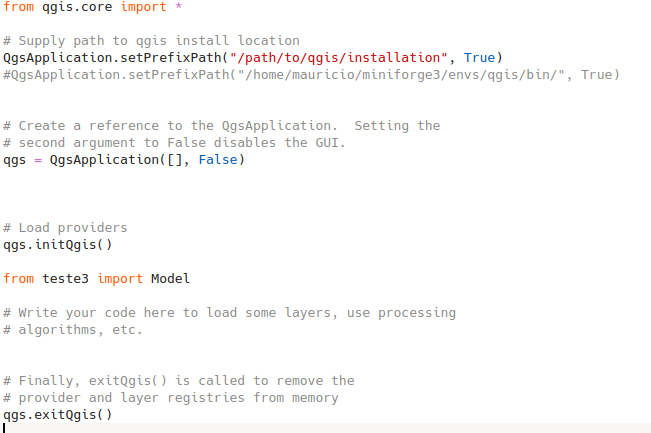 from qgis.core import *
# Supply path to qgis install location
QgsApplication.setPrefixPath("/path/to/qgis/installation", True)
#QgsApplication.setPrefixPath("/home/mauricio/miniforge3/envs/qgis/bin/", True)
# Create a reference to the QgsApplication.  Setting the
# second argument to False disables the GUI.
qgs = QgsApplication([], False)
# Load providers
qgs.initQgis()
from teste3 import Model
# Write your code here to load some layers, use processing
# algorithms, etc.
# Finally, exitQgis() is called to remove the
# provider and layer registries from memory
qgs.exitQgis()